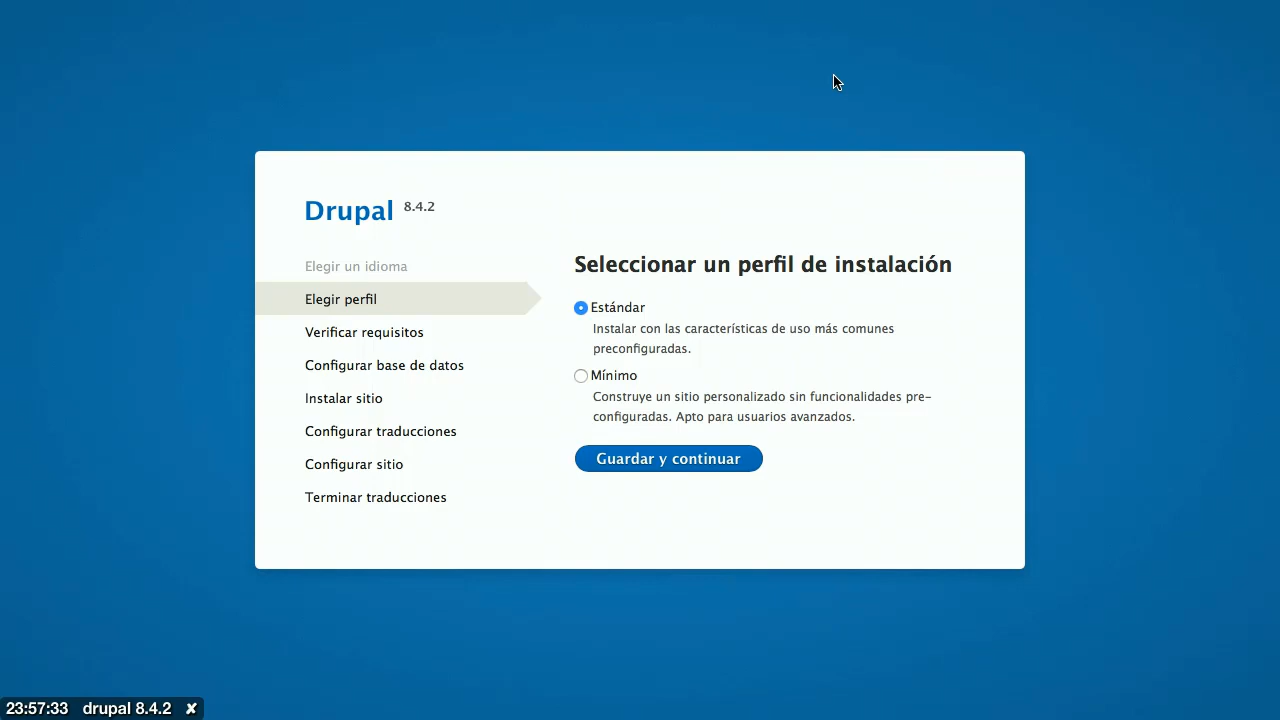 Drupal 8.4.2
Elegir un idioma
Elegir perfil
Verificar requisitos
Configurar base de datos
Instalar sitio
Configurar traducciones
Configurar sitio
Terminar traducciones
Seleccionar un perfil de instalación
Estándar
Instalar con las características de uso más comunes
preconfiguradas.
Mínimo
Construye un sitio personalizado sin funcionalidades pre-
configuradas. Apto para usuarios avanzados.
Guardar y continuar
23:57:33 drupal 8.4.2 ✘